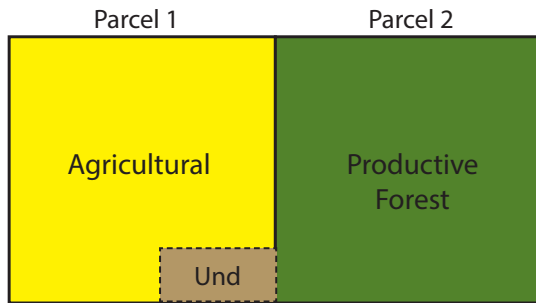 Parcel 1
Parcel 2
Agricultural
Productive
Forest
Und